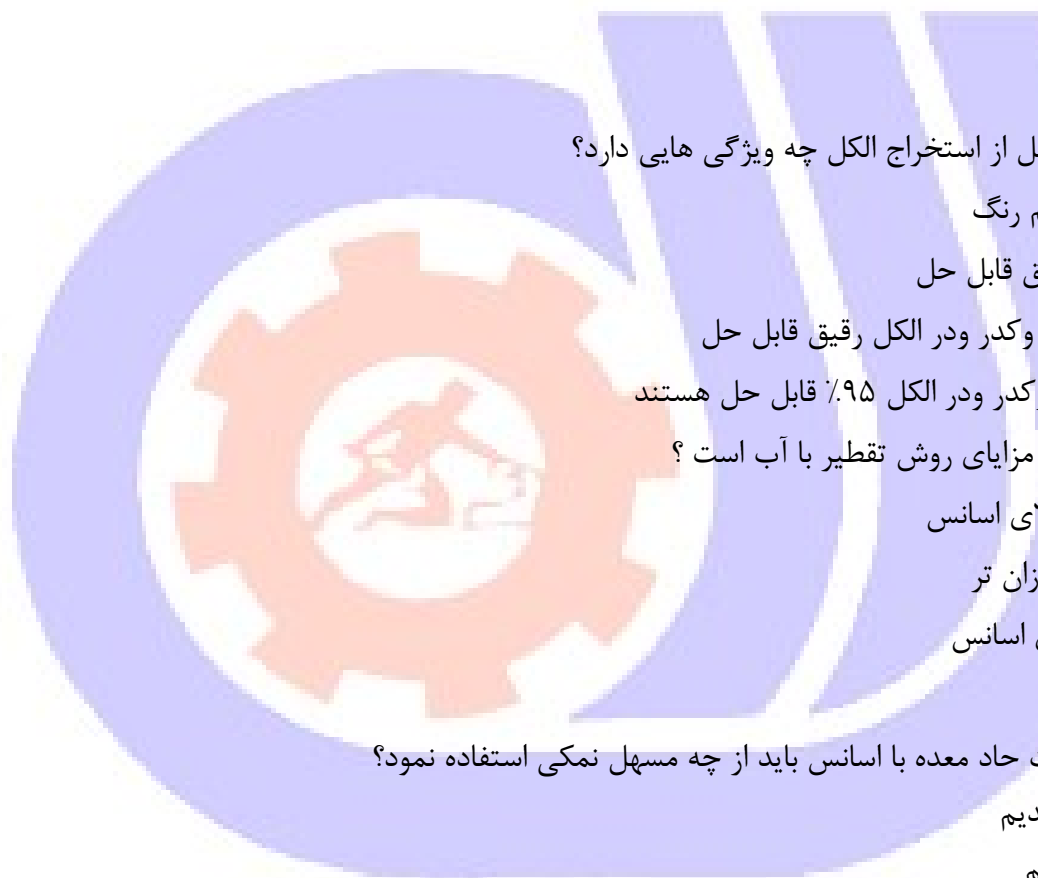 از استخراج الکل چه ویژگی هایی دارد؟
رنگ
قابل حل
وکدر ودر الکل رقیق قابل حل
کدر ودر الکل ۹۵٪ قابل حل هستند
مزایای روش تقطیر با آب است ؟
اسانس
تر
اسانس
حاد معده با اسانس باید از چه مسهل نمکی استفاده نمود؟